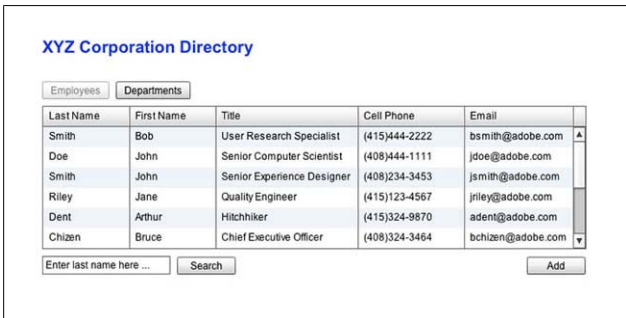 XYZ Corporation Directory
Employees Departments
Last Name First Name Title Cell Phone Email
Smith Bob User Research Specialist (415)444-2222 bsmith@adobe.com
Doe John Senior Computer Scientist (408)444-1111 jdoe@adobe.com
Smith John Senior Experience Designer (408)234-3453 jsmith@adobe.com
Riley Jane Quality Engineer (415)123-4567 jriley@adobe.com
Dent Arthur Hitchhiker (415)324-9870 adent@adobe.com
Chizen Bruce Chief Executive Officer (408)324-3464 bchizen@adobe.com
Enter last name here ... Search Add